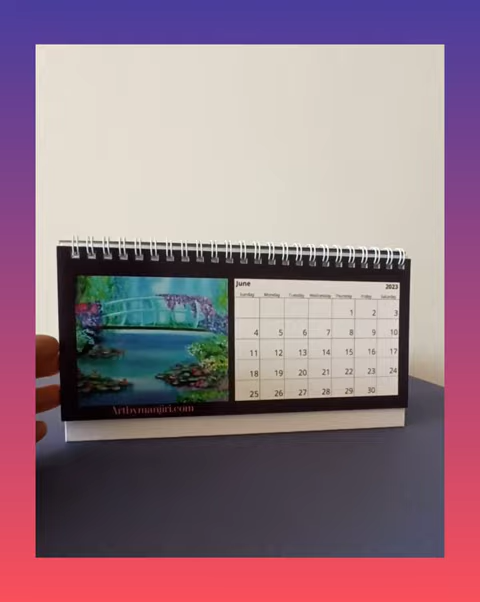 June 2023
Sunday Monday Tuesday Wednesday Thursday Friday Saturday
1 2 3
4 5 6 7 8 9 10
11 12 13 14 15 16 17
18 19 20 21 22 23 24
25 26 27 28 29 30
Artbymanjiri.com